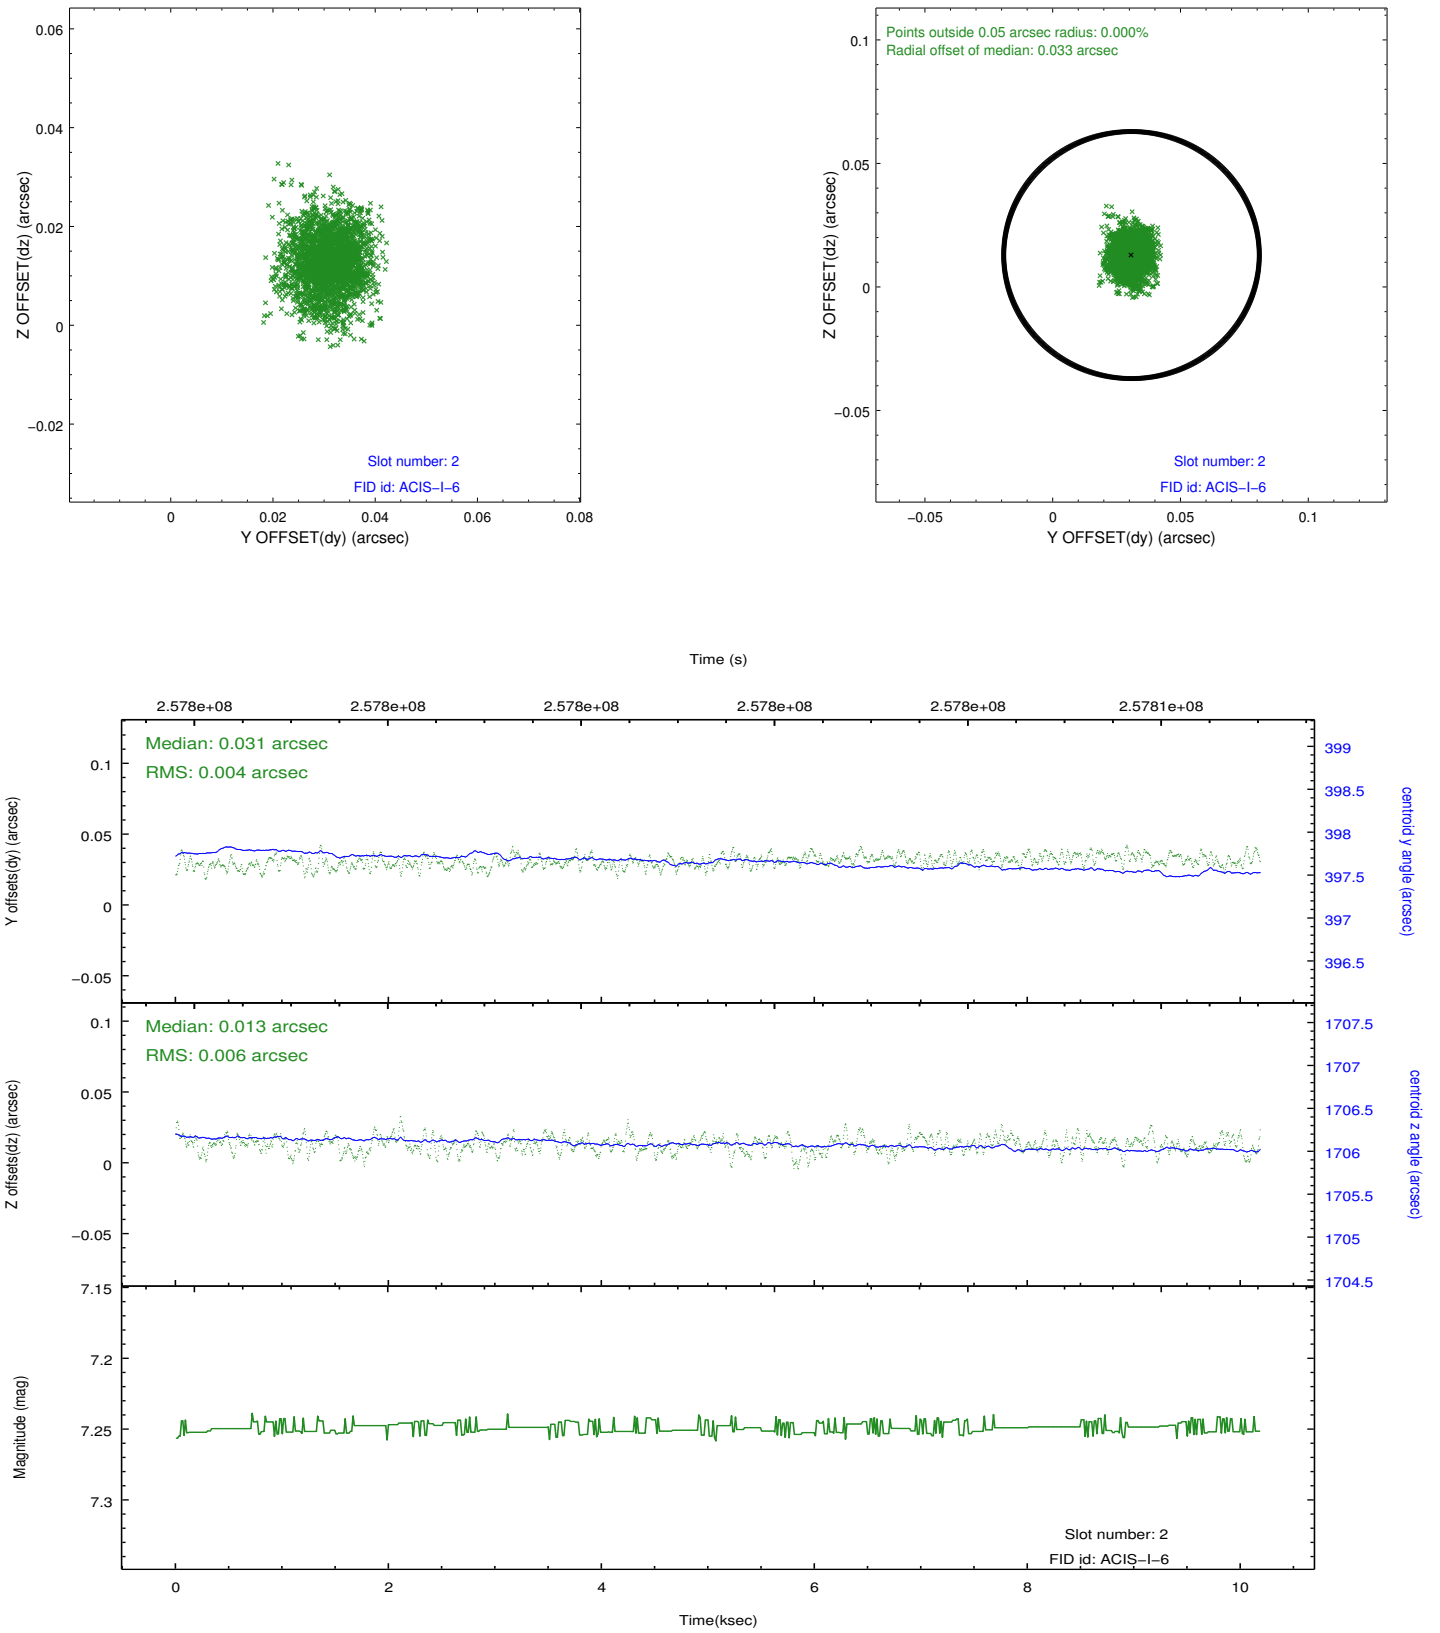 0.06
0.04
0.02
0
−0.02
Z OFFSET(dz) (arcsec)
Slot number: 2
FID id: ACIS−I−6
0 0.02 0.04 0.06 0.08
Y OFFSET(dy) (arcsec)
Points outside 0.05 arcsec radius: 0.000%
Radial offset of median: 0.033 arcsec
0.1
0.05
0
−0.05
Z OFFSET(dz) (arcsec)
Slot number: 2
FID id: ACIS−I−6
−0.05 0 0.05 0.1
Y OFFSET(dy) (arcsec)
Time (s)
2.578e+08 2.578e+08 2.578e+08 2.578e+08 2.578e+08 2.5781e+08
Median: 0.031 arcsec
RMS: 0.004 arcsec
0.1
0.05
0
−0.05
Y offsets(dy) (arcsec)
399
398.5
398
397.5
397
396.5
centroid y angle (arcsec)
Median: 0.013 arcsec
RMS: 0.006 arcsec
0.1
0.05
0
−0.05
Z offsets(dz) (arcsec)
1707.5
1707
1706.5
1706
1705.5
1705
1704.5
centroid z angle (arcsec)
7.15
7.2
7.25
7.3
Magnitude (mag)
Slot number: 2
FID id: ACIS−I−6
0 2 4 6 8 10
Time(ksec)